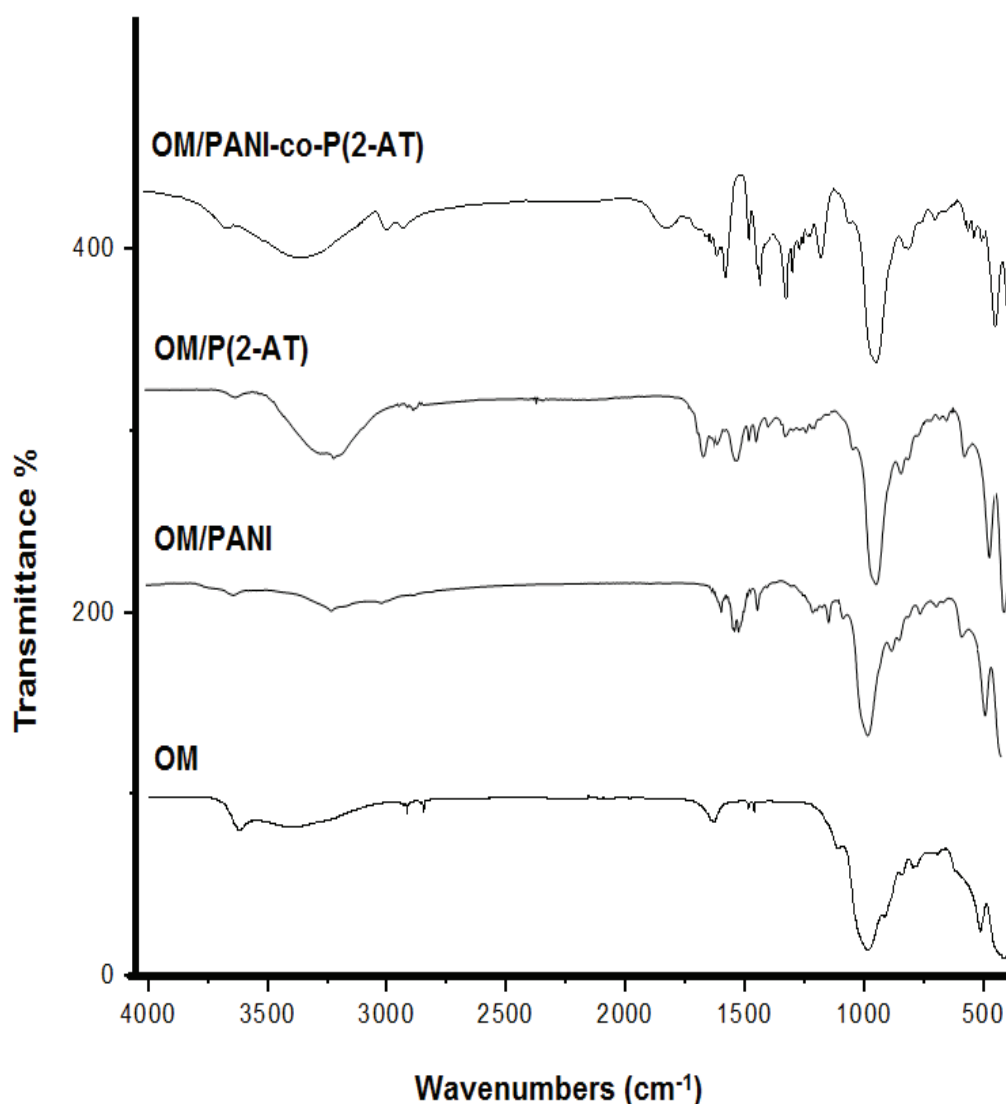 OM/PANI-co-P(2-AT)
400
OM/P(2-AT)
OM/PANI
200
OM
0
Transmittance %
4000 3500 3000 2500 2000 1500 1000 500
Wavenumbers (cm⁻¹)